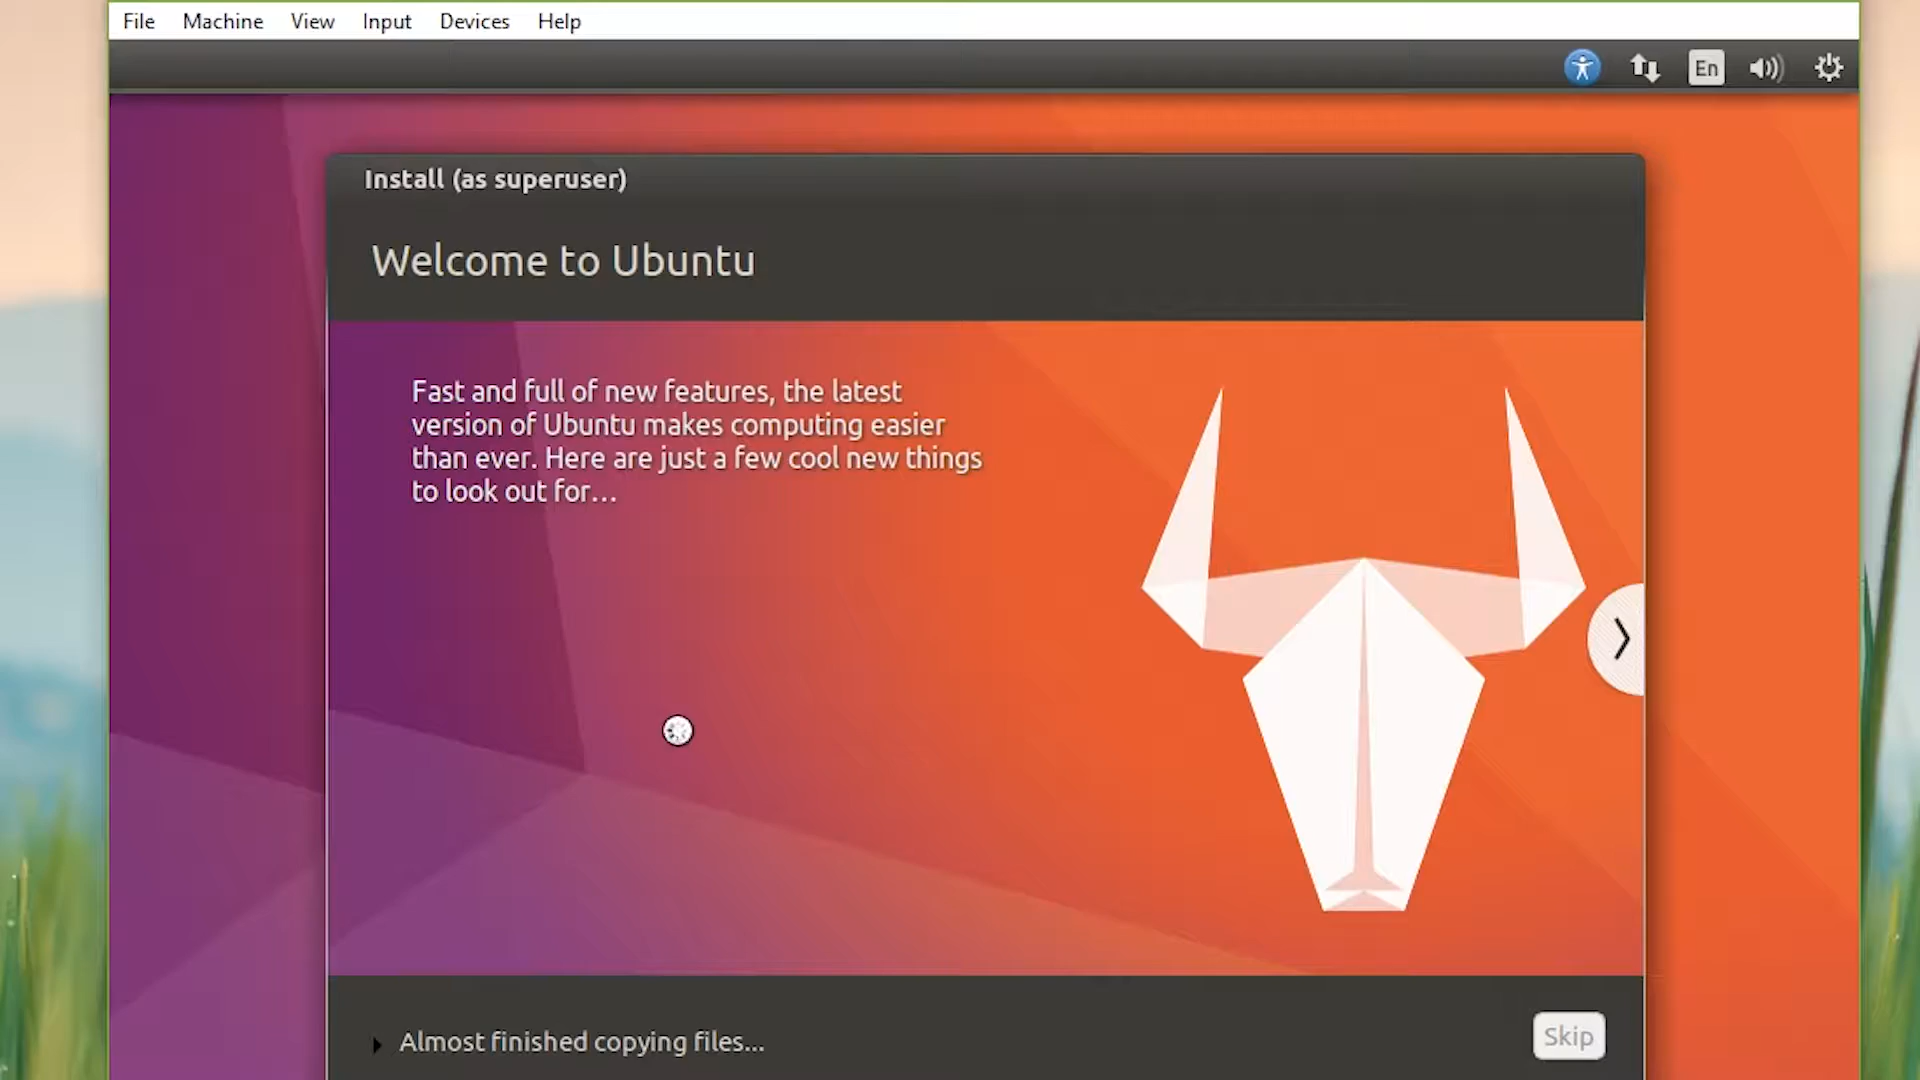 File Machine View Input Devices Help
En
Install (as superuser)
Welcome to Ubuntu
Fast and full of new features, the latest
version of Ubuntu makes computing easier
than ever. Here are just a few cool new things
to look out for…
Almost finished copying files...
Skip